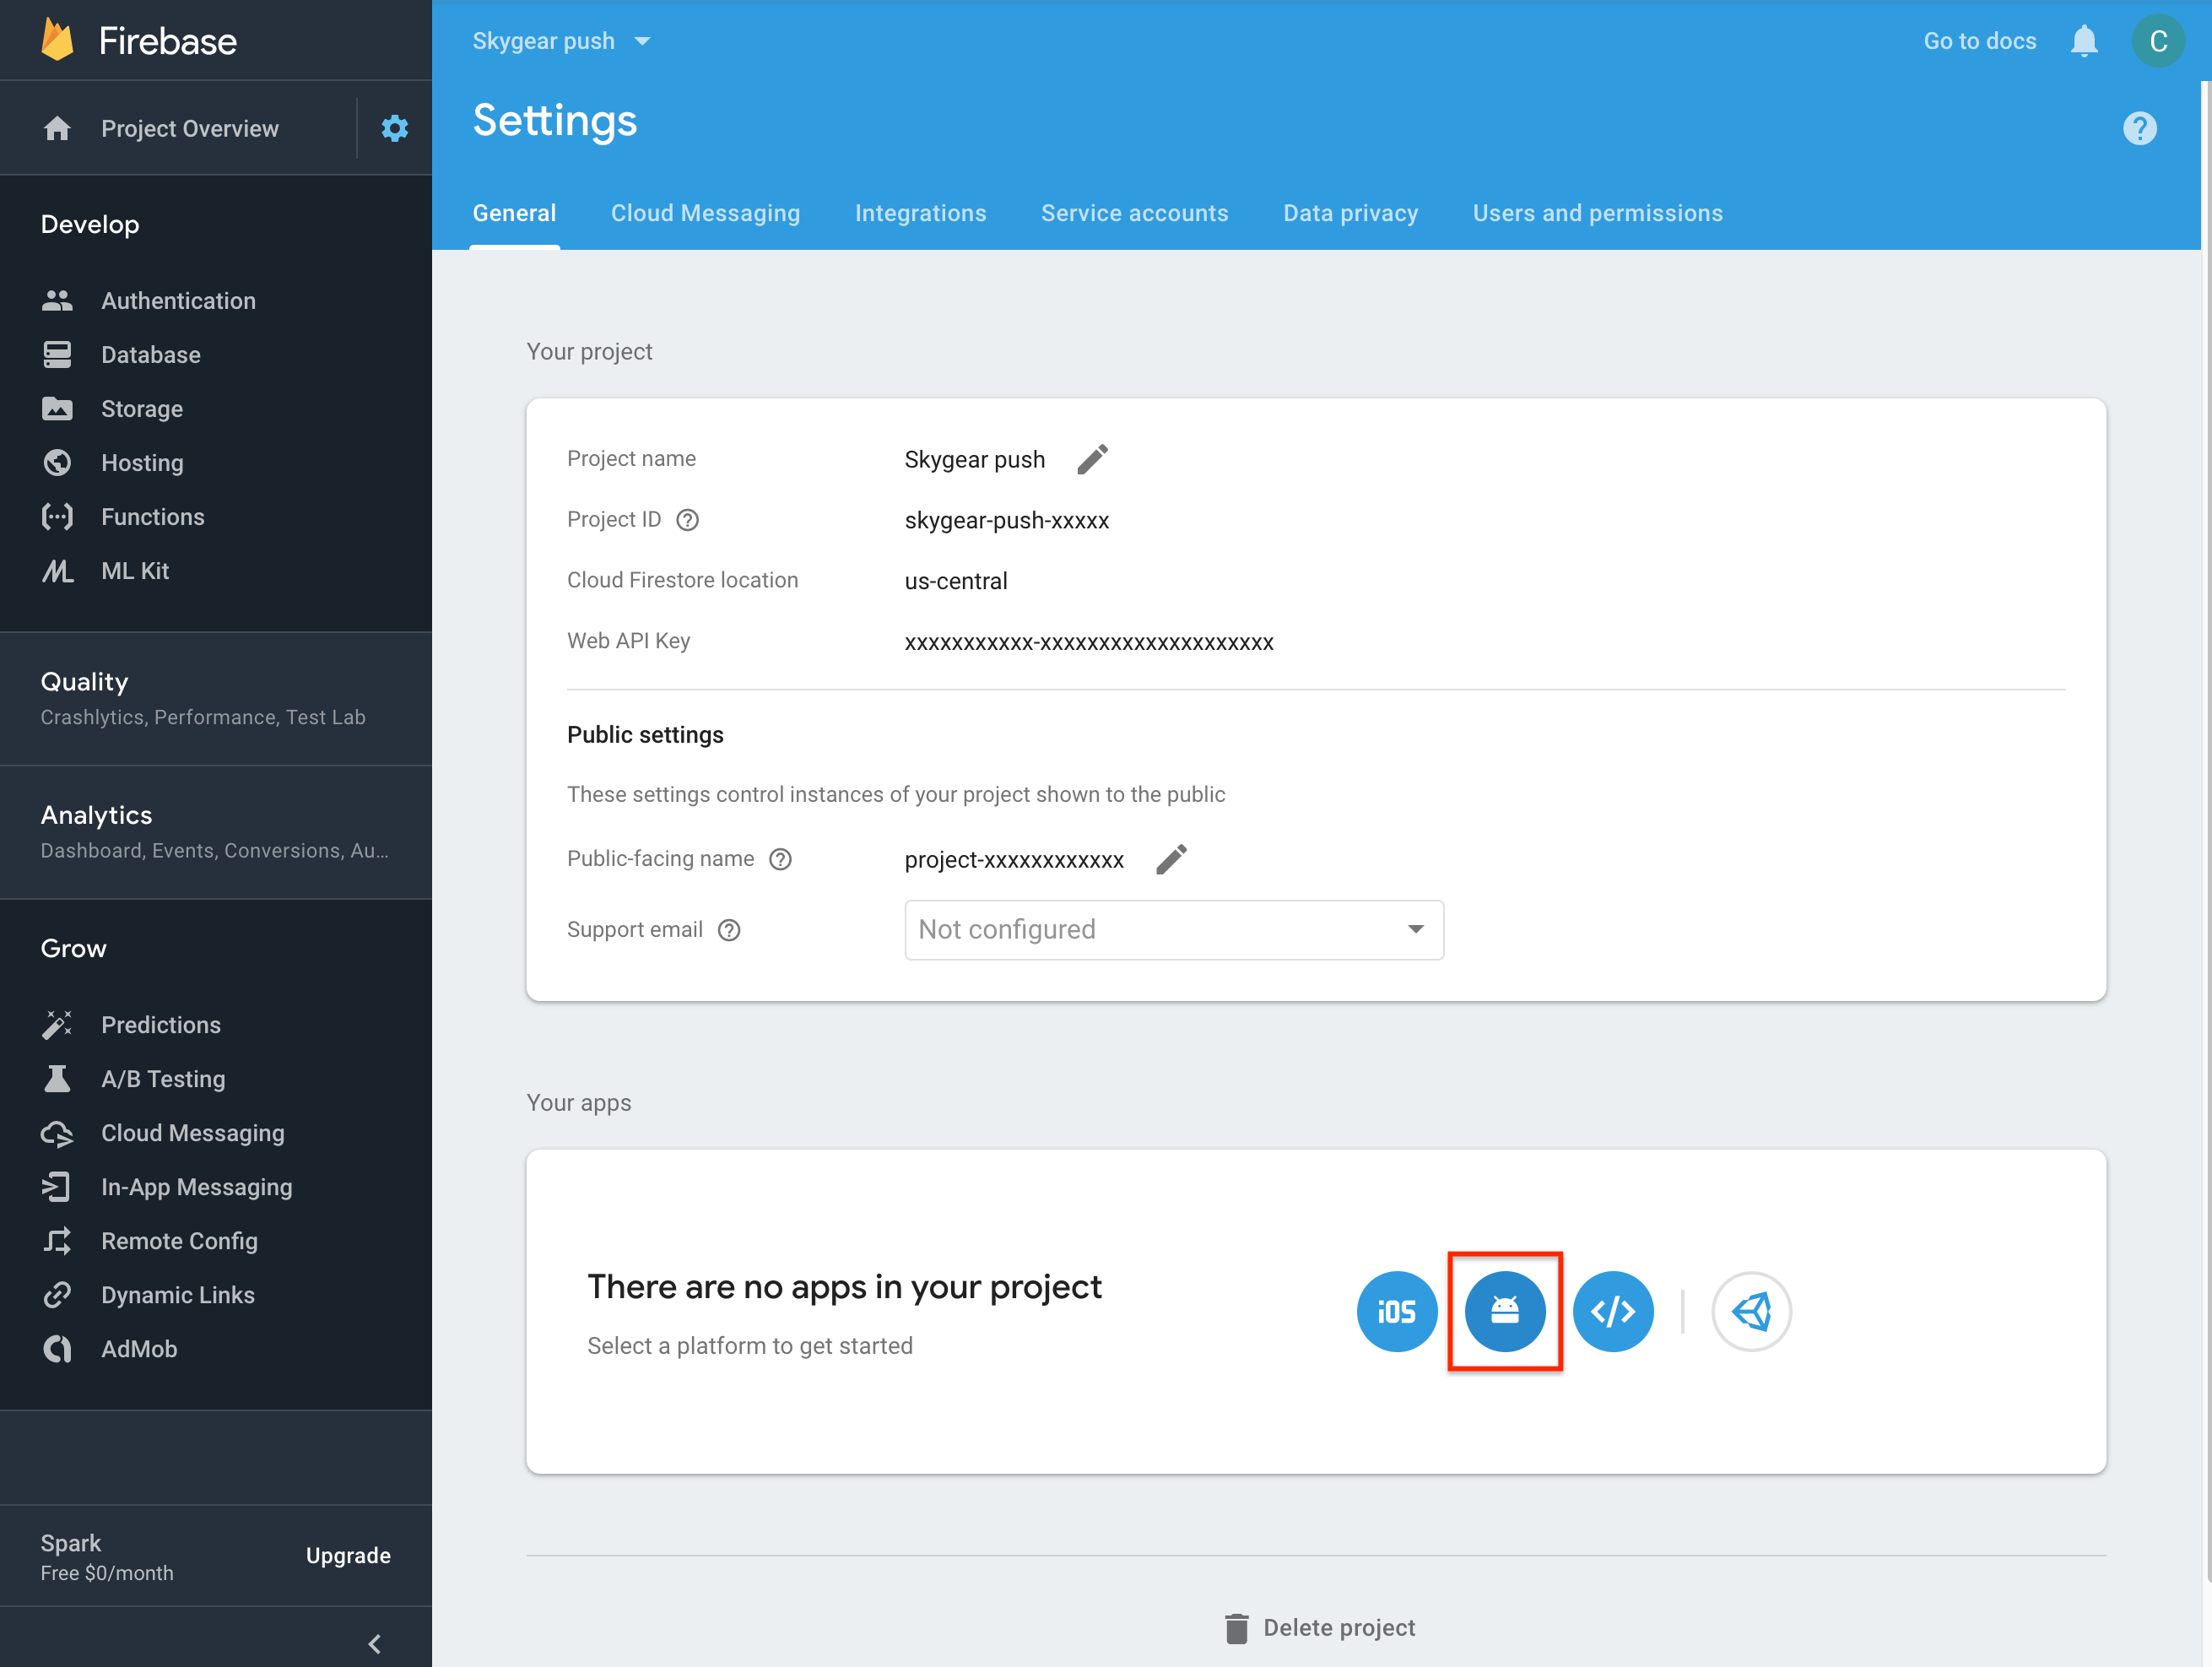 Firebase
Project Overview
Develop
Authentication
Database
Storage
Hosting
Functions
ML Kit
Quality
Crashlytics, Performance, Test Lab
Analytics
Dashboard, Events, Conversions, Au...
Grow
Predictions
A/B Testing
Cloud Messaging
In-App Messaging
Remote Config
Dynamic Links
AdMob
Spark
Free $0/month
Upgrade
Skygear push
Go to docs
C
Settings
General
Cloud Messaging
Integrations
Service accounts
Data privacy
Users and permissions
Your project
Project name
Skygear push
Project ID
skygear-push-xxxxx
Cloud Firestore location
us-central
Web API Key
xxxxxxxxxxx-xxxxxxxxxxxxxxxxxxxx
Public settings
These settings control instances of your project shown to the public
Public-facing name
project-xxxxxxxxxxxx
Support email
Not configured
Your apps
There are no apps in your project
Select a platform to get started
iOS
Delete project